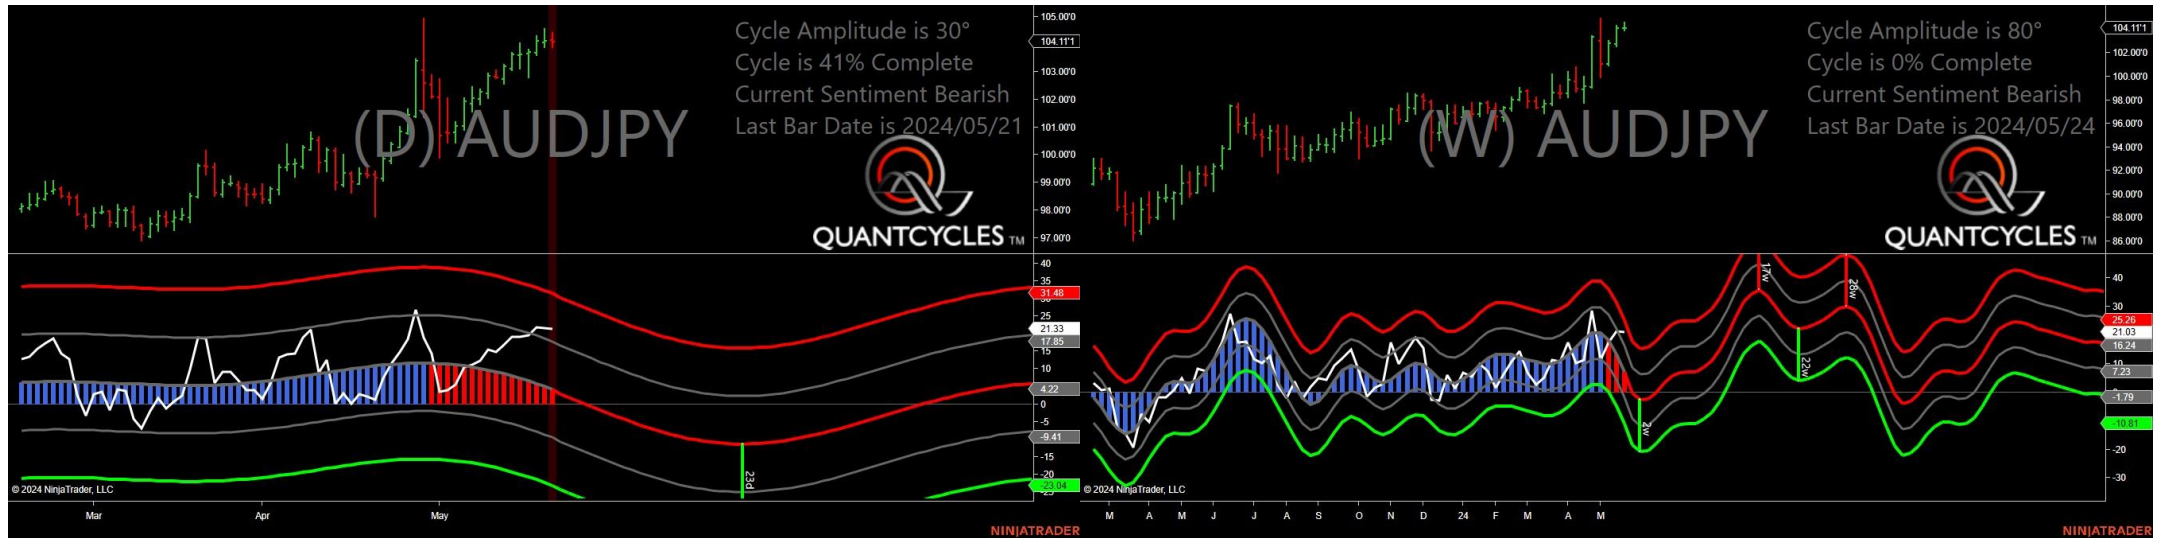 Cycle Amplitude is 30°
Cycle is 41% Complete
Current Sentiment Bearish
Last Bar Date is 2024/05/21
(D) AUDJPY
QUANTCYCLES TM
105.00'0
104.11'1
103.00'0
102.00'0
101.00'0
100.00'0
99.00'0
98.00'0
97.00'0
40
35
31.48
25
21.33
17.85
15
10
4.22
0
-5
-9.41
-15
-20
-23.04
23d
© 2024 NinjaTrader, LLC
Mar Apr May
NINJATRADER
Cycle Amplitude is 80°
Cycle is 0% Complete
Current Sentiment Bearish
Last Bar Date is 2024/05/24
(W) AUDJPY
QUANTCYCLES TM
104.11'1
102.00'0
100.00'0
98.00'0
96.00'0
94.00'0
92.00'0
90.00'0
88.00'0
86.00'0
17w
28w
40
30
25.26
21.03
16.24
10
7.23
-1.79
-10.81
-20
-30
22w
2w
© 2024 NinjaTrader, LLC
M A M J J A S O N D 24 F M A M
NINJATRADER